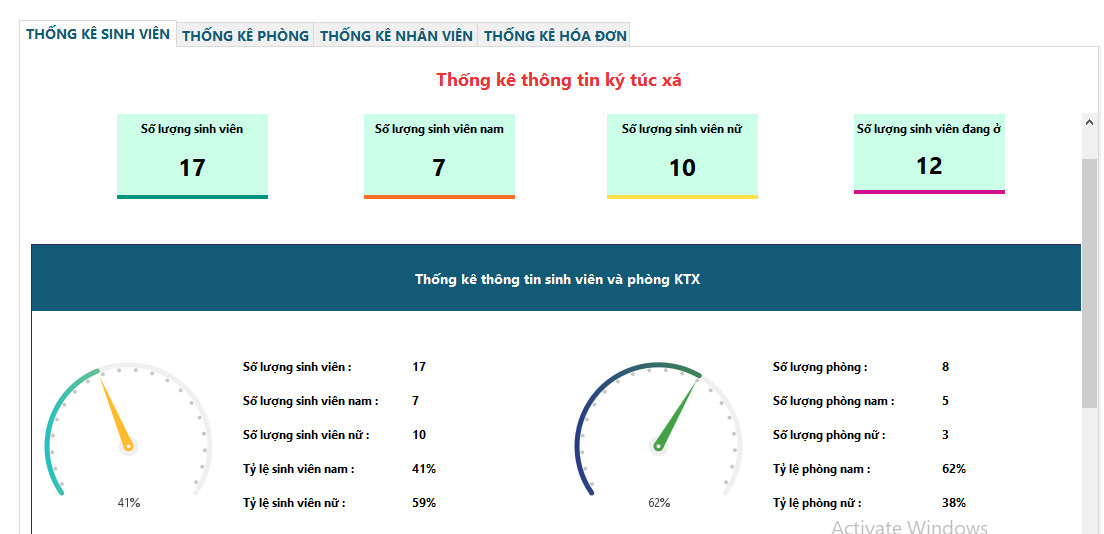 THỐNG KÊ SINH VIÊN THỐNG KÊ PHÒNG THỐNG KÊ NHÂN VIÊN THỐNG KÊ HÓA ĐƠN
Thống kê thông tin ký túc xá
Số lượng sinh viên Số lượng sinh viên nam Số lượng sinh viên nữ Số lượng sinh viên đang ở
17 7 10 12
Thống kê thông tin sinh viên và phòng KTX
Số lượng sinh viên : 17 Số lượng phòng : 8
Số lượng sinh viên nam : 7 Số lượng phòng nam : 5
Số lượng sinh viên nữ : 10 Số lượng phòng nữ : 3
Tỷ lệ sinh viên nam : 41% Tỷ lệ phòng nam : 62%
41% Tỷ lệ sinh viên nữ : 59% 62% Tỷ lệ phòng nữ : 38%
Activate Windows